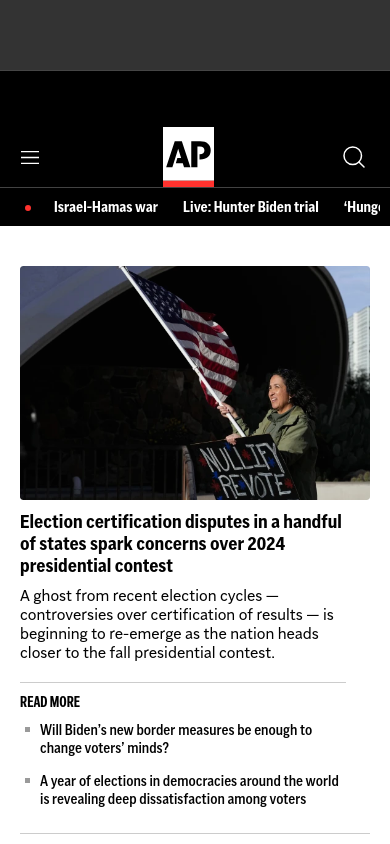 AP
Israel-Hamas war Live: Hunter Biden trial
NULLIFY
REVOTE
Election certification disputes in a handful
of states spark concerns over 2024
presidential contest
A ghost from recent election cycles —
controversies over certification of results — is
beginning to re-emerge as the nation heads
closer to the fall presidential contest.
READ MORE
Will Biden’s new border measures be enough to
change voters’ minds?
A year of elections in democracies around the world
is revealing deep dissatisfaction among voters